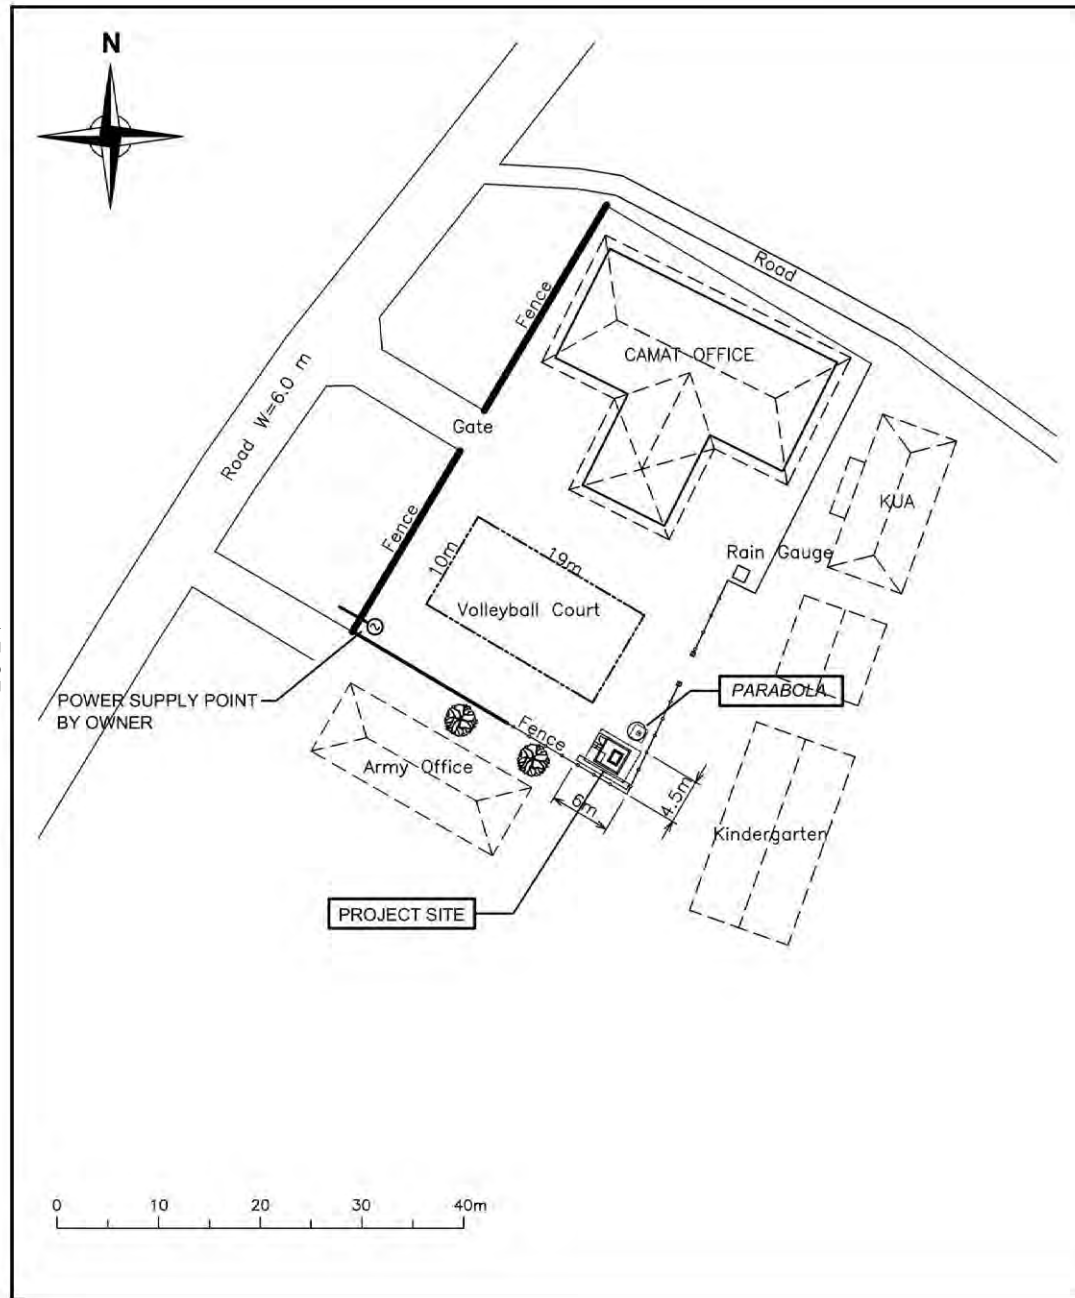 N
Road
Fence
CAMAT OFFICE
Road W=6.0 m
Gate
KUA
Fence
10m
19m
Rain Gauge
Volleyball Court
POWER SUPPLY POINT
BY OWNER
PARABOLA
Fence
Army Office
6m
4.5m
Kindergarten
PROJECT SITE
0 10 20 30 40m